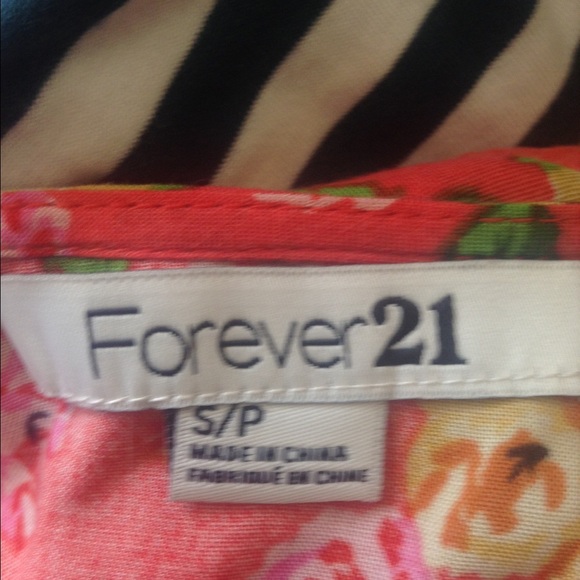 Forever21
S/P
MADE IN CHINA
FABRIQUÉ EN CHINE